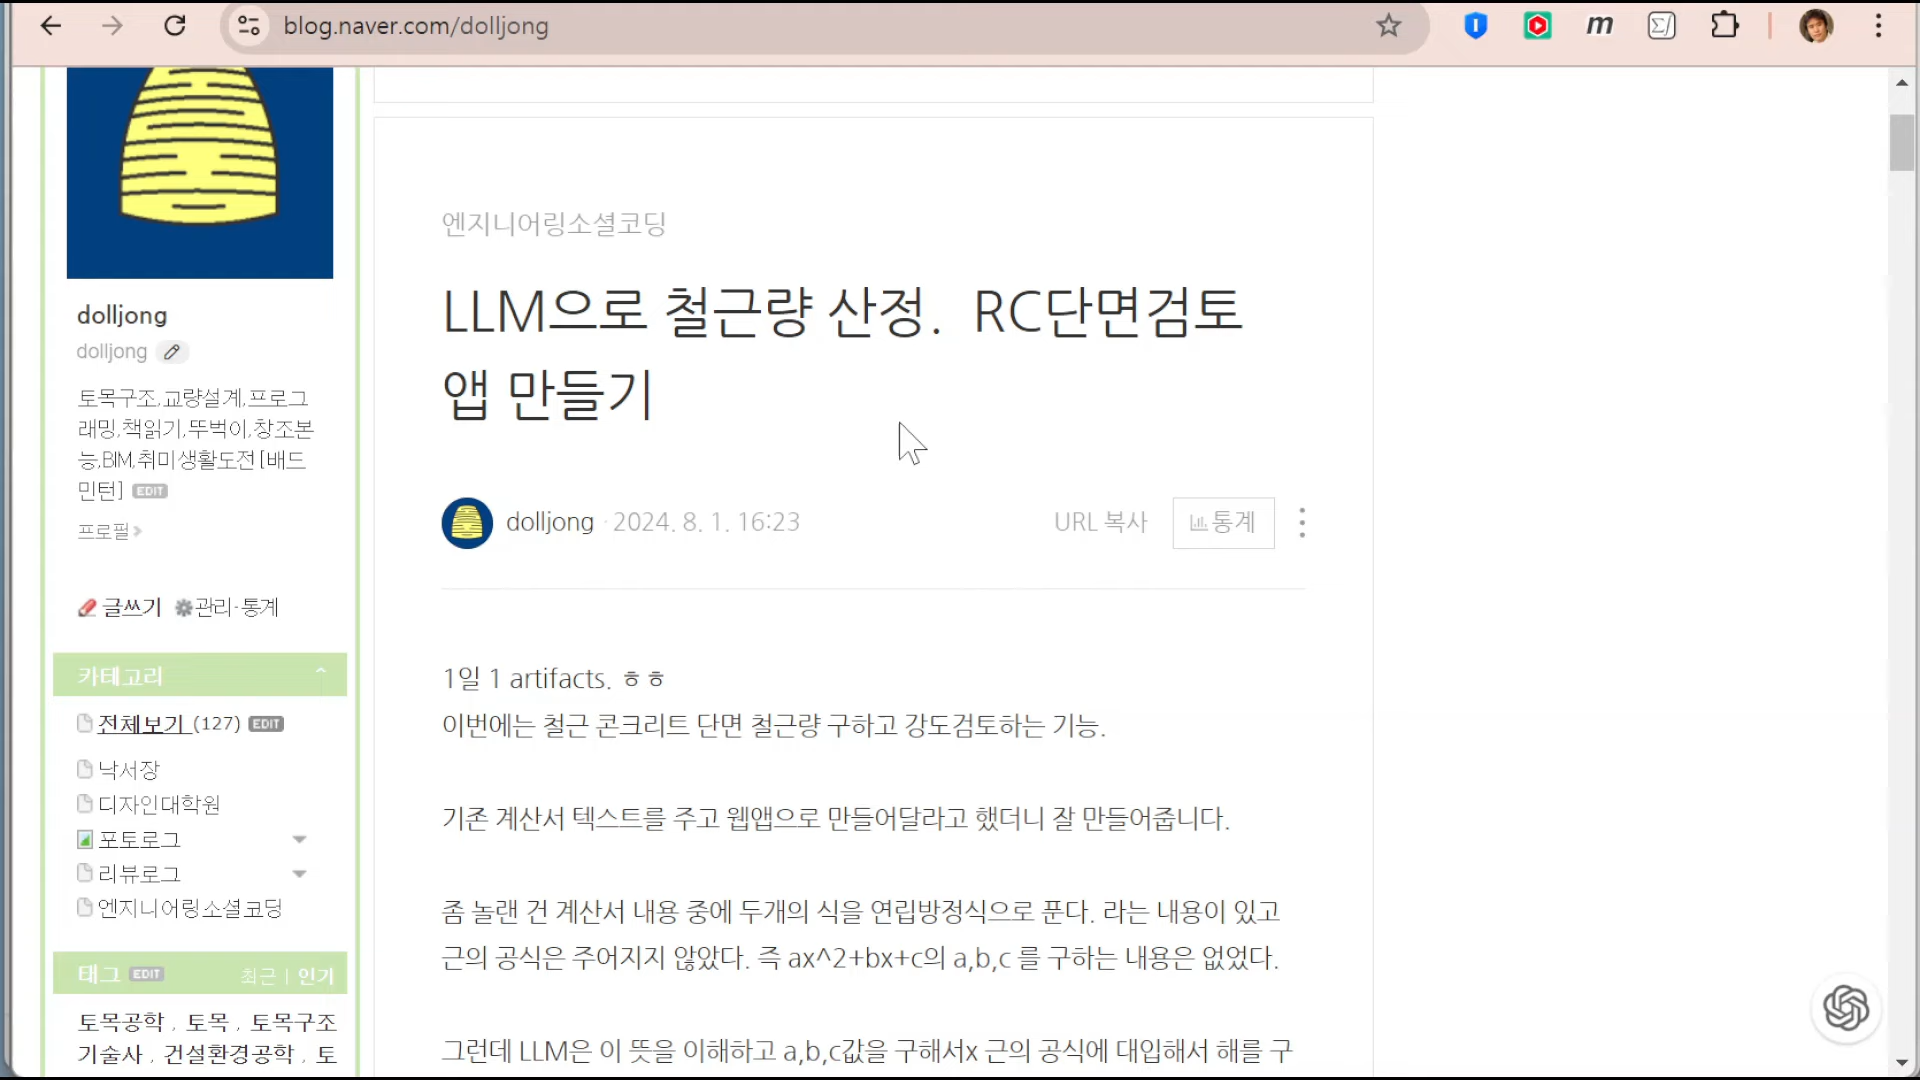 blog.naver.com/dolljong
dolljong
dolljong
토목구조,교량설계,프로그
래밍,책읽기,뚜벅이,창조본
능,BIM,취미생활도전[배드
민턴] EDIT
프로필
글쓰기 관리·통계
카테고리
전체보기 (127) EDIT
낙서장
디자인대학원
포토로그
리뷰로그
엔지니어링소셜코딩
태그 EDIT 최근 | 인기
토목공학 , 토목 , 토목구조
기술사 , 건설환경공학 , 토
엔지니어링소셜코딩
LLM으로 철근량 산정. RC단면검토
앱 만들기
dolljong · 2024. 8. 1. 16:23 URL 복사 통계
1일 1 artifacts. ㅎㅎ
이번에는 철근 콘크리트 단면 철근량 구하고 강도검토하는 기능.
기존 계산서 텍스트를 주고 웹앱으로 만들어달라고 했더니 잘 만들어줍니다.
좀 놀랜 건 계산서 내용 중에 두개의 식을 연립방정식으로 푼다. 라는 내용이 있고
근의 공식은 주어지지 않았다. 즉 ax^2+bx+c의 a,b,c 를 구하는 내용은 없었다.
그런데 LLM은 이 뜻을 이해하고 a,b,c값을 구해서x 근의 공식에 대입해서 해를 구